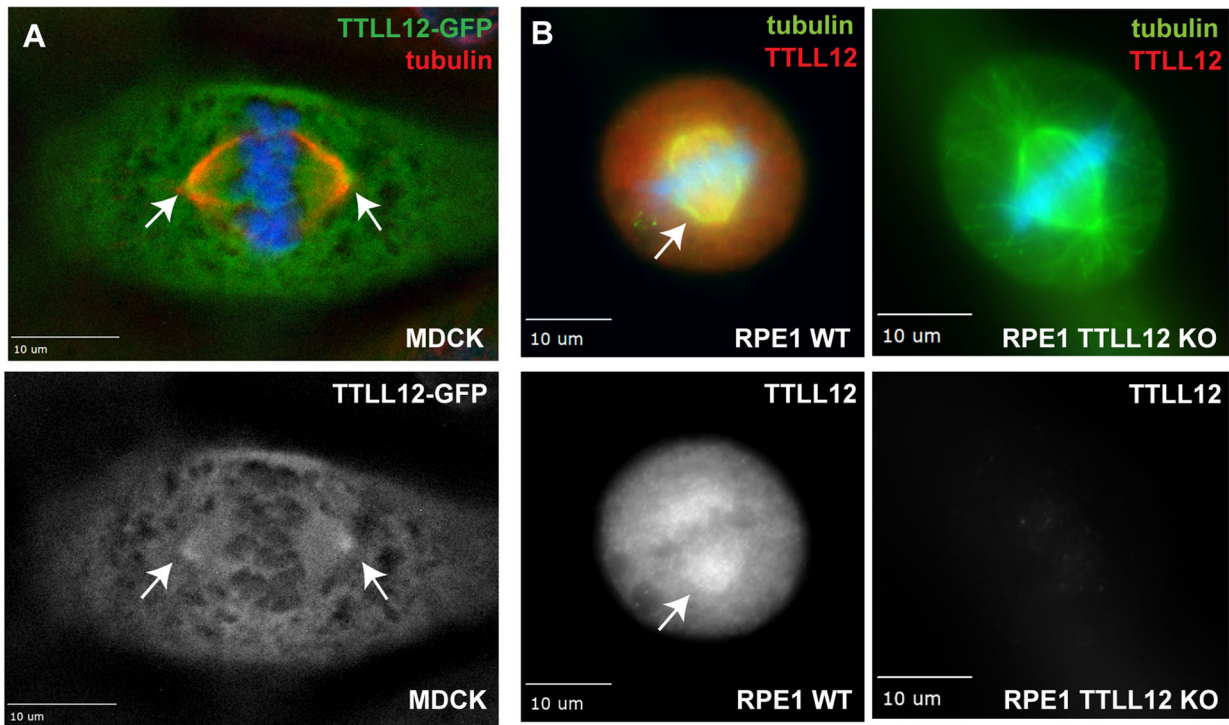 A
TTLL12-GFP
tubulin
10 um
MDCK
B
tubulin
TTLL12
10 um
RPE1 WT
tubulin
TTLL12
10 um
RPE1 TTLL12 KO
TTLL12-GFP
10 um
MDCK
TTLL12
10 um
RPE1 WT
TTLL12
10 um
RPE1 TTLL12 KO